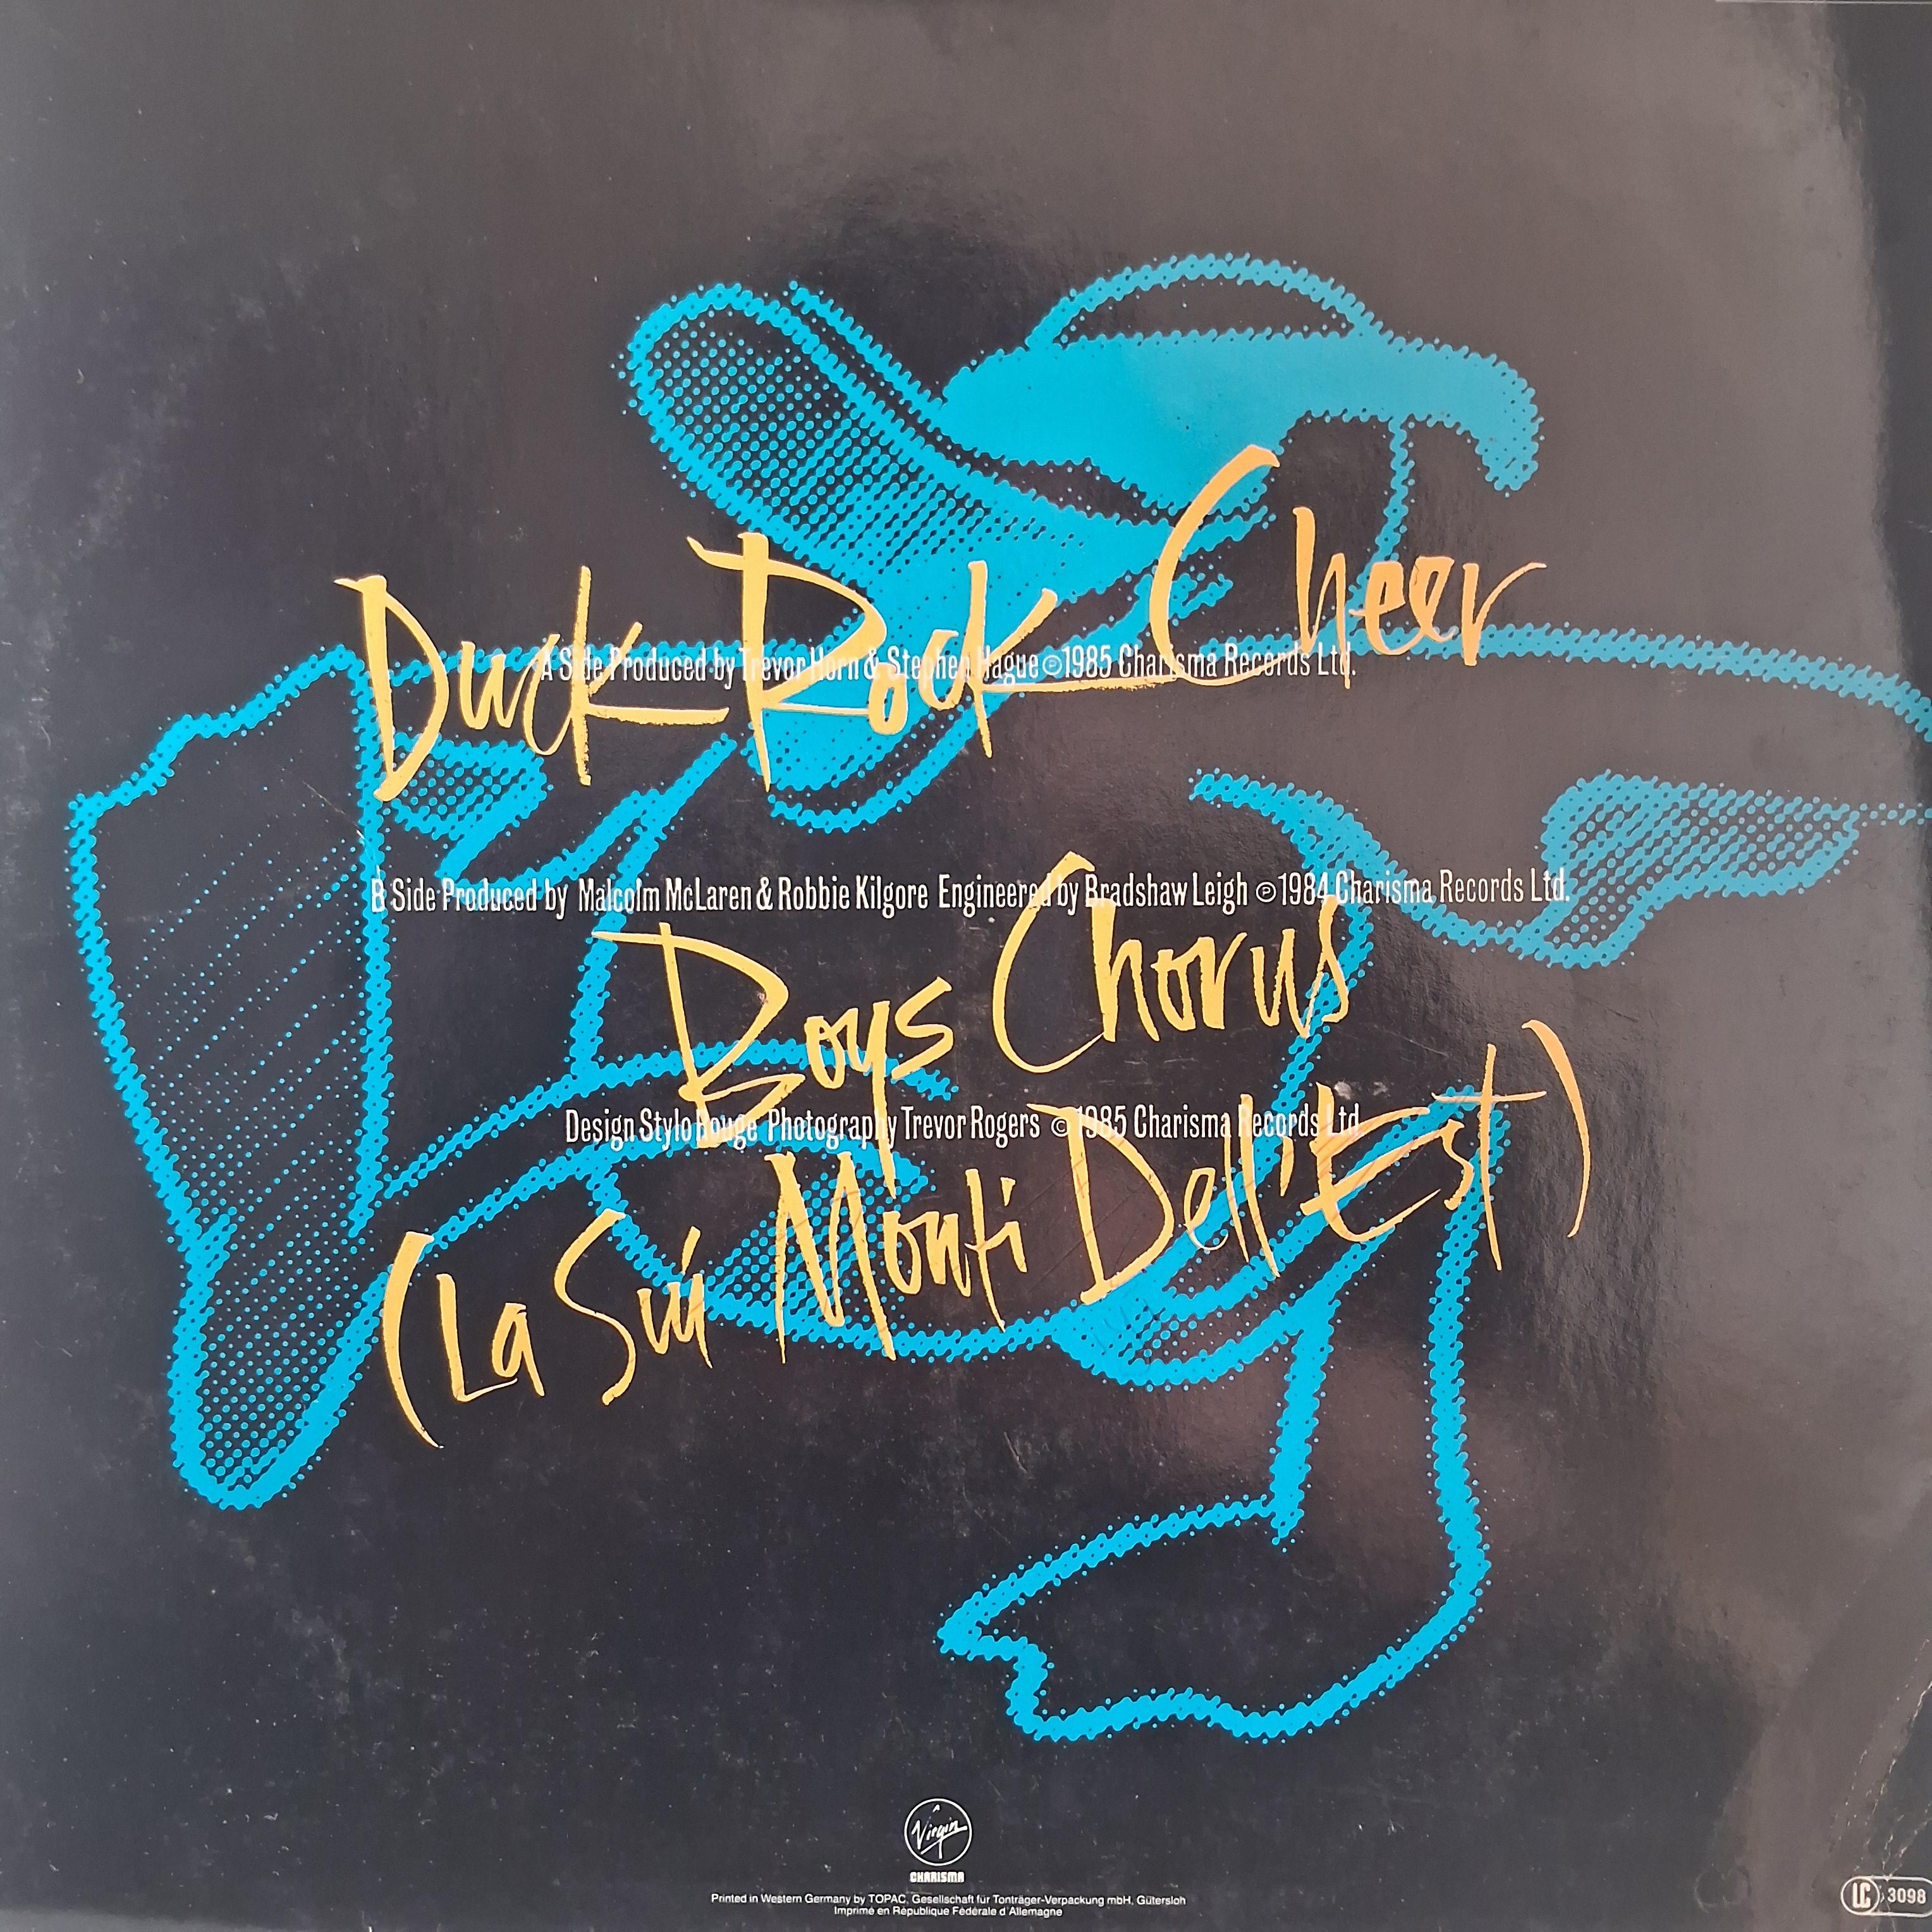 Duck Rock Cheer
A Side Produced by Trevor Horn & Stephen Hague ℗ 1985 Charisma Records Ltd.
B Side Produced by Malcolm McLaren & Robbie Kilgore Engineered by Bradshaw Leigh ℗ 1984 Charisma Records Ltd.
Boys Chorus
Design Stylo Rouge Photography Trevor Rogers © 1985 Charisma Records Ltd.
(La Sui Monti Dell'Est)
Virgin
CHARISMA
Printed in Western Germany by TOPAC, Gesellschaft für Tonträger-Verpackung mbH, Gütersloh
Imprimé en République Fédérale d'Allemagne
LC 3098